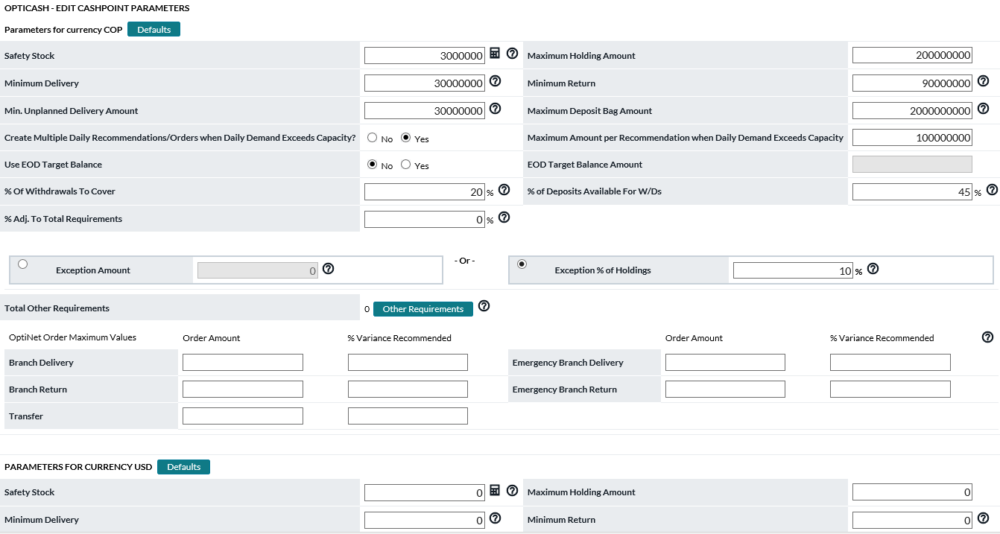 OPTICASH - EDIT CASHPOINT PARAMETERS
Parameters for currency COP Defaults
Safety Stock 3000000 Maximum Holding Amount 200000000
Minimum Delivery 30000000 Minimum Return 90000000
Min. Unplanned Delivery Amount 30000000 Maximum Deposit Bag Amount 2000000000
Create Multiple Daily Recommendations/Orders when Daily Demand Exceeds Capacity? No Yes Maximum Amount per Recommendation when Daily Demand Exceeds Capacity 100000000
Use EOD Target Balance No Yes EOD Target Balance Amount
% Of Withdrawals To Cover 20 % % of Deposits Available For W/Ds 45 %
% Adj. To Total Requirements 0 %
Exception Amount 0 - Or - Exception % of Holdings 10 %
Total Other Requirements 0 Other Requirements
OptiNet Order Maximum Values Order Amount % Variance Recommended Order Amount % Variance Recommended
Branch Delivery Emergency Branch Delivery
Branch Return Emergency Branch Return
Transfer
PARAMETERS FOR CURRENCY USD Defaults
Safety Stock 0 Maximum Holding Amount 0
Minimum Delivery 0 Minimum Return 0